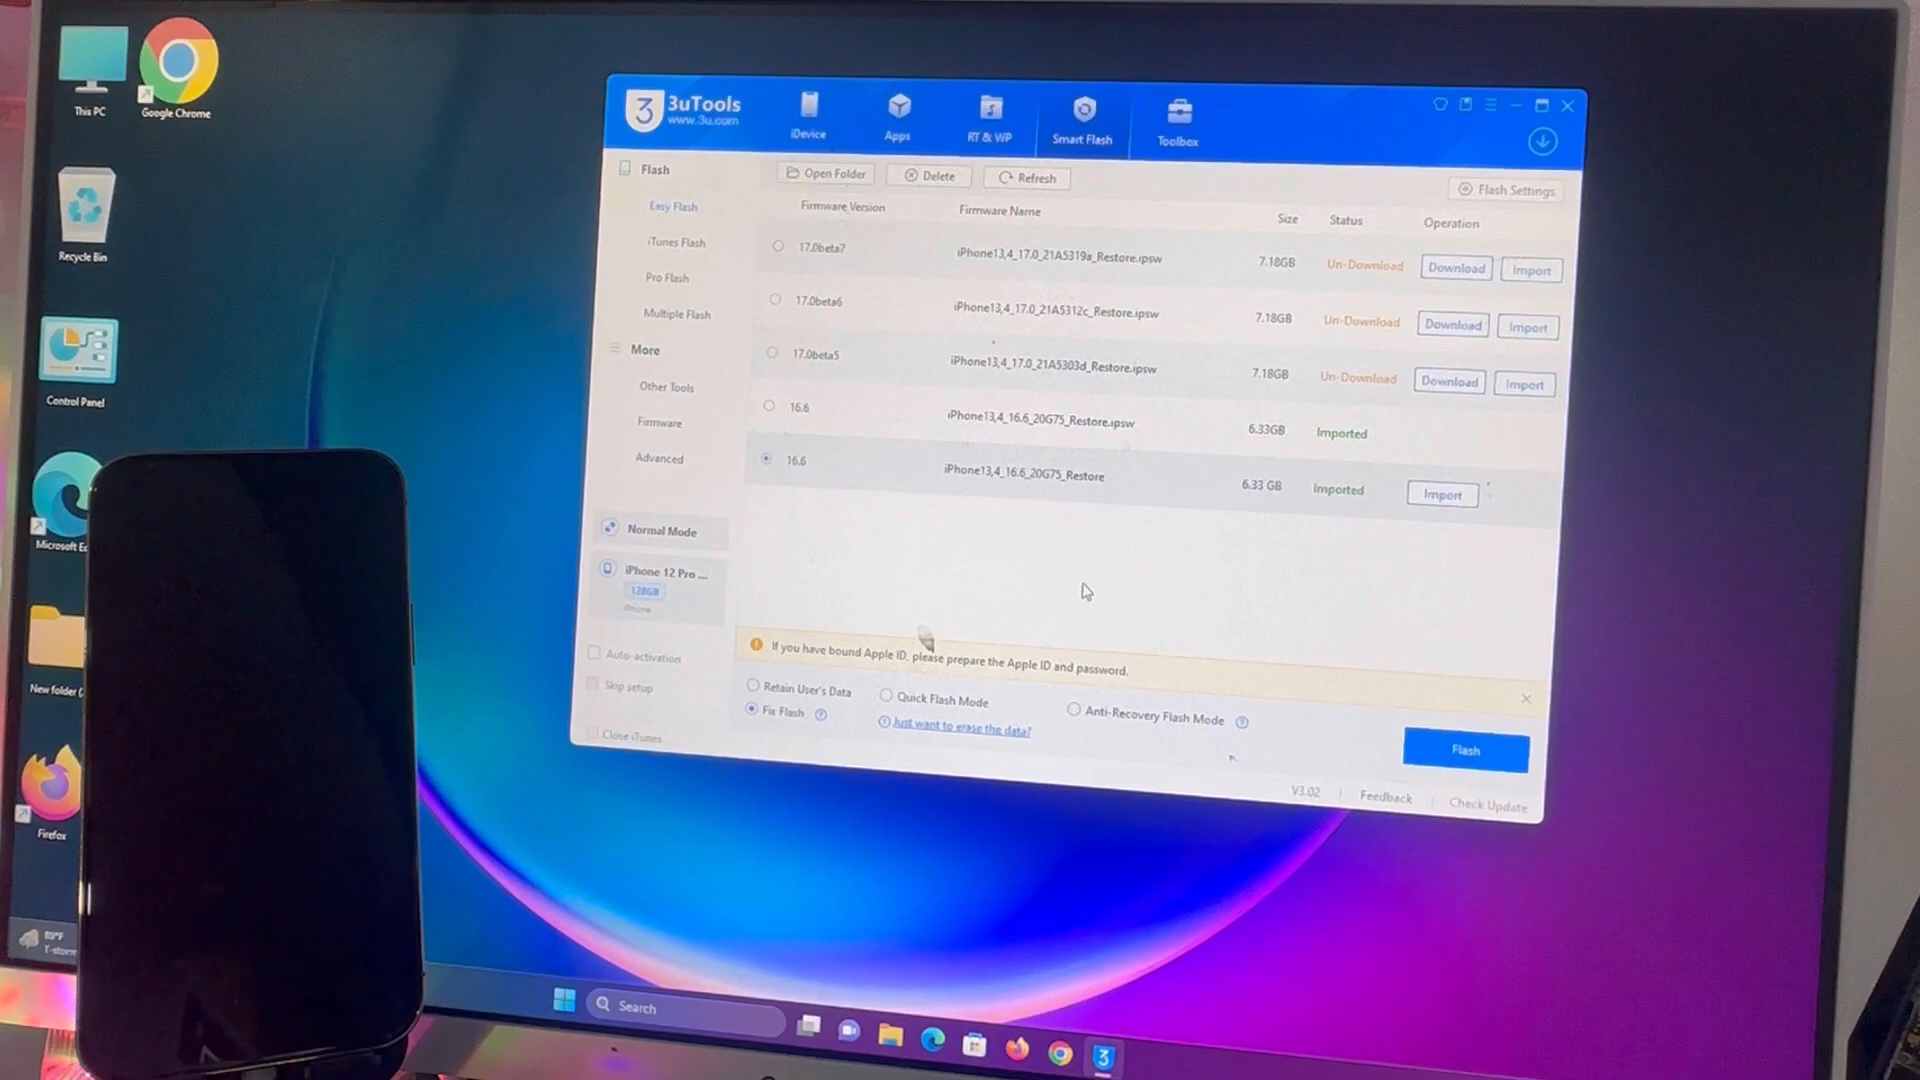 This PC
Google Chrome
Recycle Bin
Control Panel
Microsoft E
New folder (
Firefox
89°F
T-storm
3 3uTools
www.3u.com
iDevice
Apps
RT & WP
Smart Flash
Toolbox
Flash
Easy Flash
iTunes Flash
Pro Flash
Multiple Flash
More
Other Tools
Firmware
Advanced
Normal Mode
iPhone 12 Pro ...
128GB
iPhone
Auto-activation
Skip setup
Close iTunes
Open Folder Delete Refresh Flash Settings
Firmware Version Firmware Name Size Status Operation
17.0beta7 iPhone13,4_17.0_21A5319a_Restore.ipsw 7.18GB Un-Download Download Import
17.0beta6 iPhone13,4_17.0_21A5312c_Restore.ipsw 7.18GB Un-Download Download Import
17.0beta5 iPhone13,4_17.0_21A5303d_Restore.ipsw 7.18GB Un-Download Download Import
16.6 iPhone13,4_16.6_20G75_Restore.ipsw 6.33GB Imported
16.6 iPhone13,4_16.6_20G75_Restore 6.33 GB Imported Import
If you have bound Apple ID, please prepare the Apple ID and password.
Retain User's Data Quick Flash Mode Anti-Recovery Flash Mode
Fix Flash Just want to erase the data?
Flash
V3.02 Feedback Check Update
Search
3